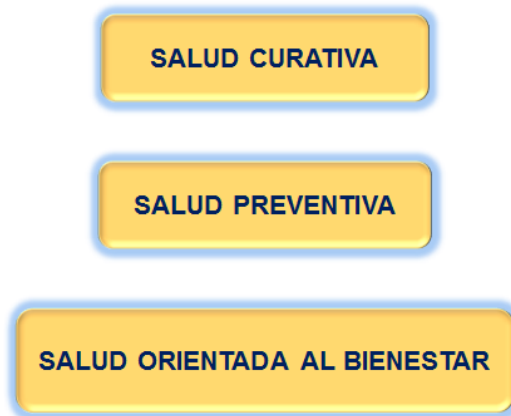 SALUD CURATIVA
SALUD PREVENTIVA
SALUD ORIENTADA AL BIENESTAR